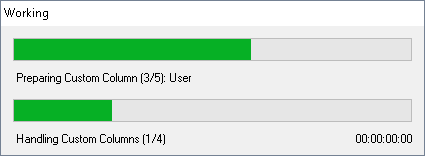 Working
Preparing Custom Column (3/5): User
Handling Custom Columns (1/4) 00:00:00:00